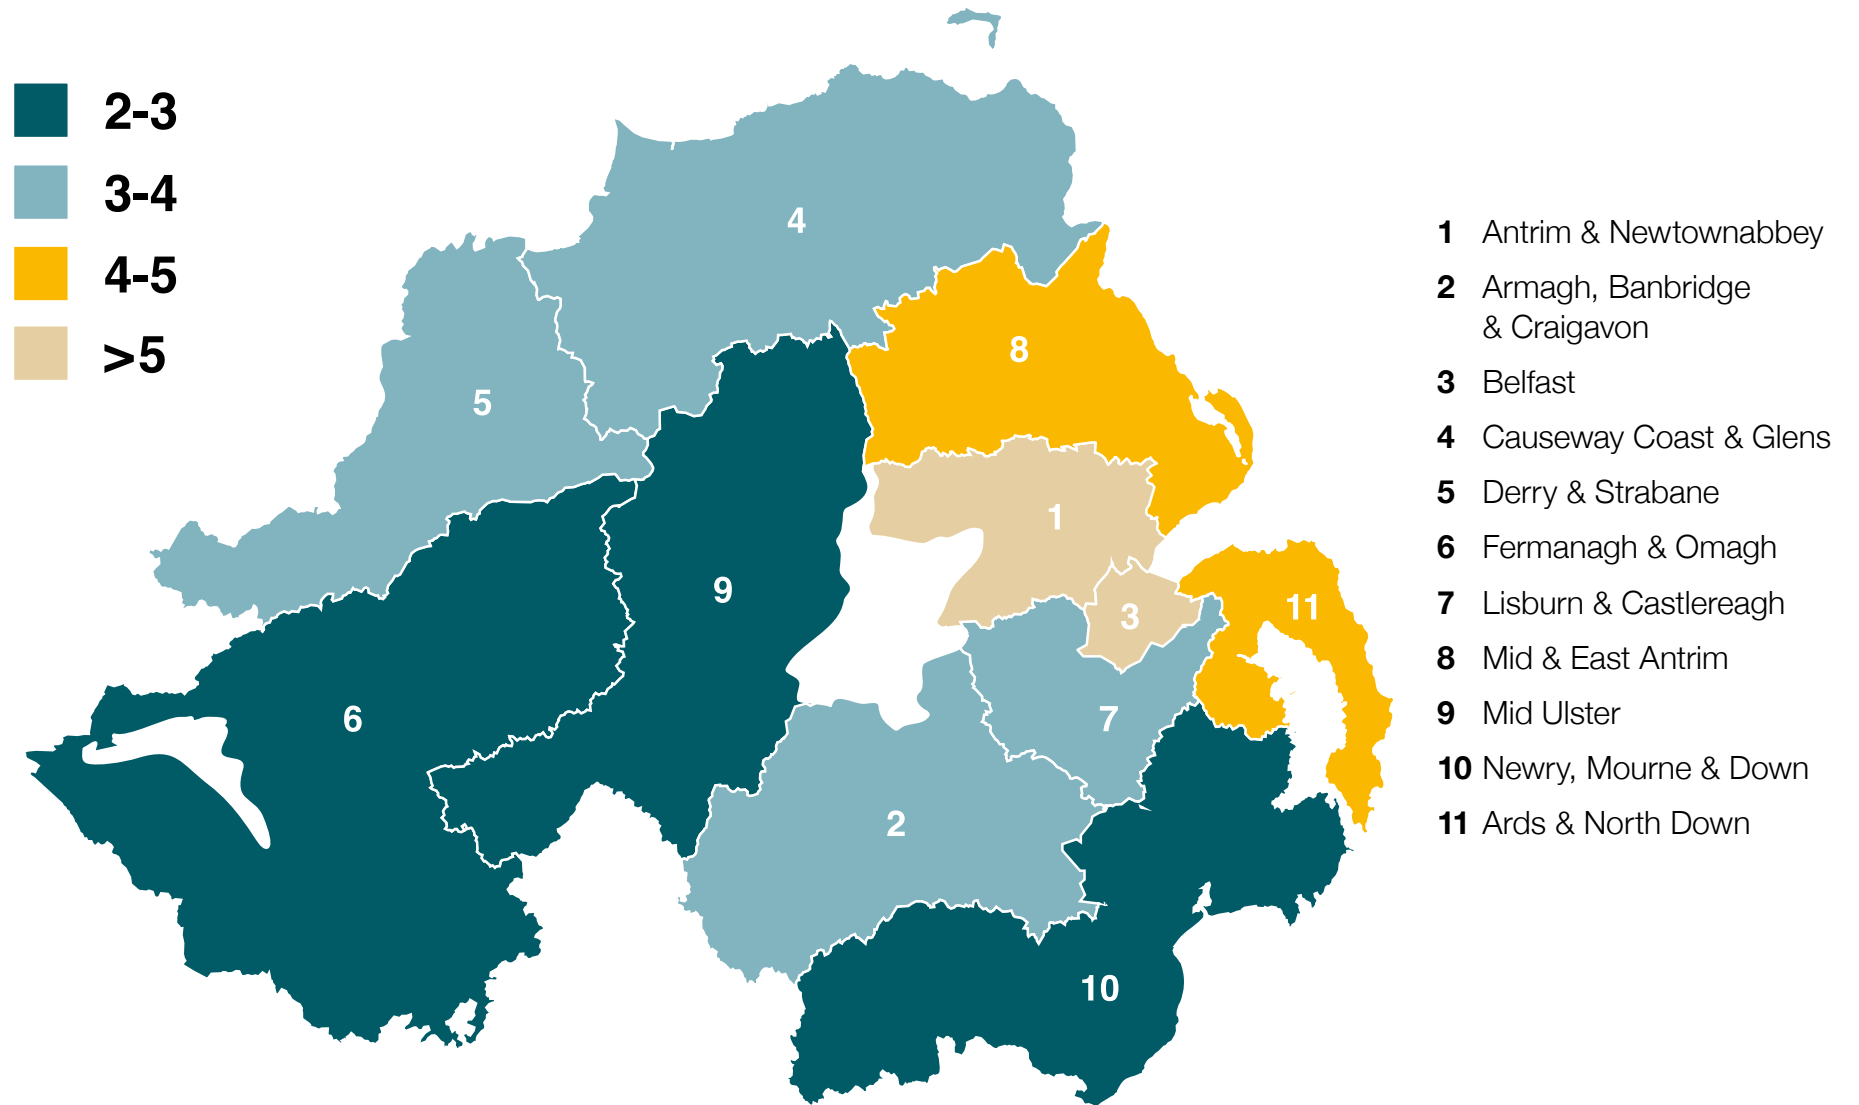 2-3
3-4
4-5
>5
4
8
5
1
9
3
11
6
7
2
10
1 Antrim & Newtownabbey
2 Armagh, Banbridge
& Craigavon
3 Belfast
4 Causeway Coast & Glens
5 Derry & Strabane
6 Fermanagh & Omagh
7 Lisburn & Castlereagh
8 Mid & East Antrim
9 Mid Ulster
10 Newry, Mourne & Down
11 Ards & North Down